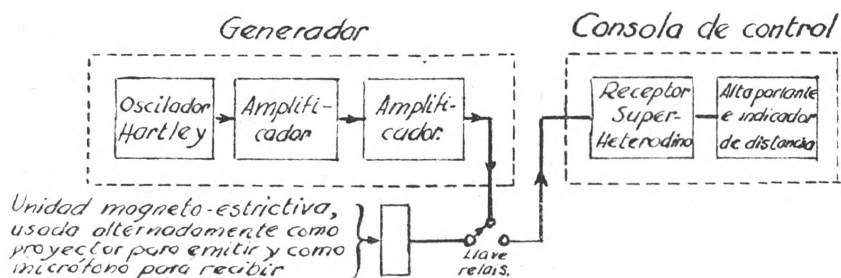 Generador
Consola de control
Oscilador
Hartley
Amplifi-
cador
Amplifi-
cador.
Receptor
Super-
Heterodino
Altaparlante
e indicador
de distancia
Unidad magneto-estrictiva,
usada alternadamente como
proyector para emitir y como
micrófono para recibir
Llave
relais.